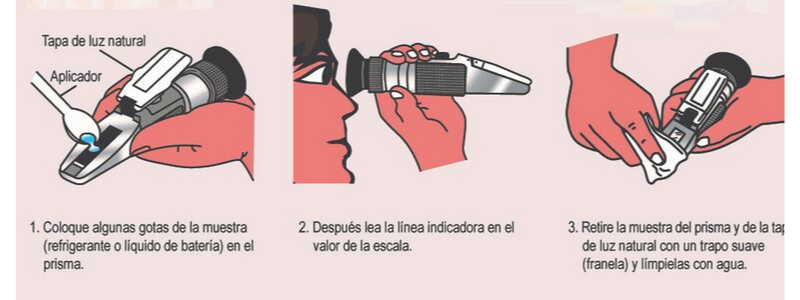 Tapa de luz natural
Aplicador
1. Coloque algunas gotas de la muestra
(refrigerante o líquido de batería) en el
prisma.
2. Después lea la línea indicadora en el
valor de la escala.
3. Retire la muestra del prisma y de la tap
de luz natural con un trapo suave
(franela) y límpielas con agua.